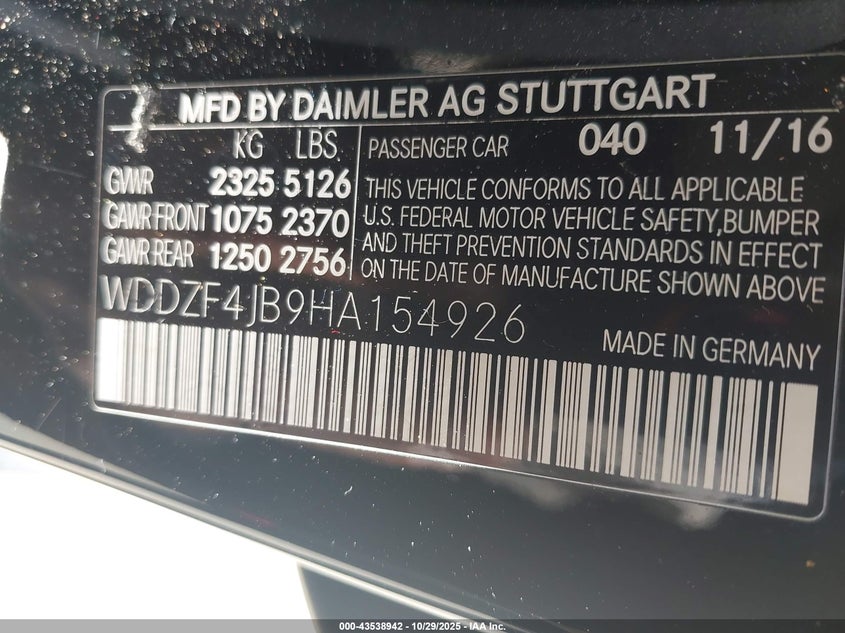 MFD BY DAIMLER AG STUTTGART
KG LBS.
GVWR 2325 5126
GAWR FRONT 1075 2370
GAWR REAR 1250 2756
PASSENGER CAR 040 11/16
THIS VEHICLE CONFORMS TO ALL APPLICABLE
U.S. FEDERAL MOTOR VEHICLE SAFETY,BUMPER
AND THEFT PREVENTION STANDARDS IN EFFECT
ON THE DATE OF MANUFACTURE SHOWN ABOVE
WDDZF4JB9HA154926
MADE IN GERMANY
000-43538942 - 10/29/2025 - IAA Inc.